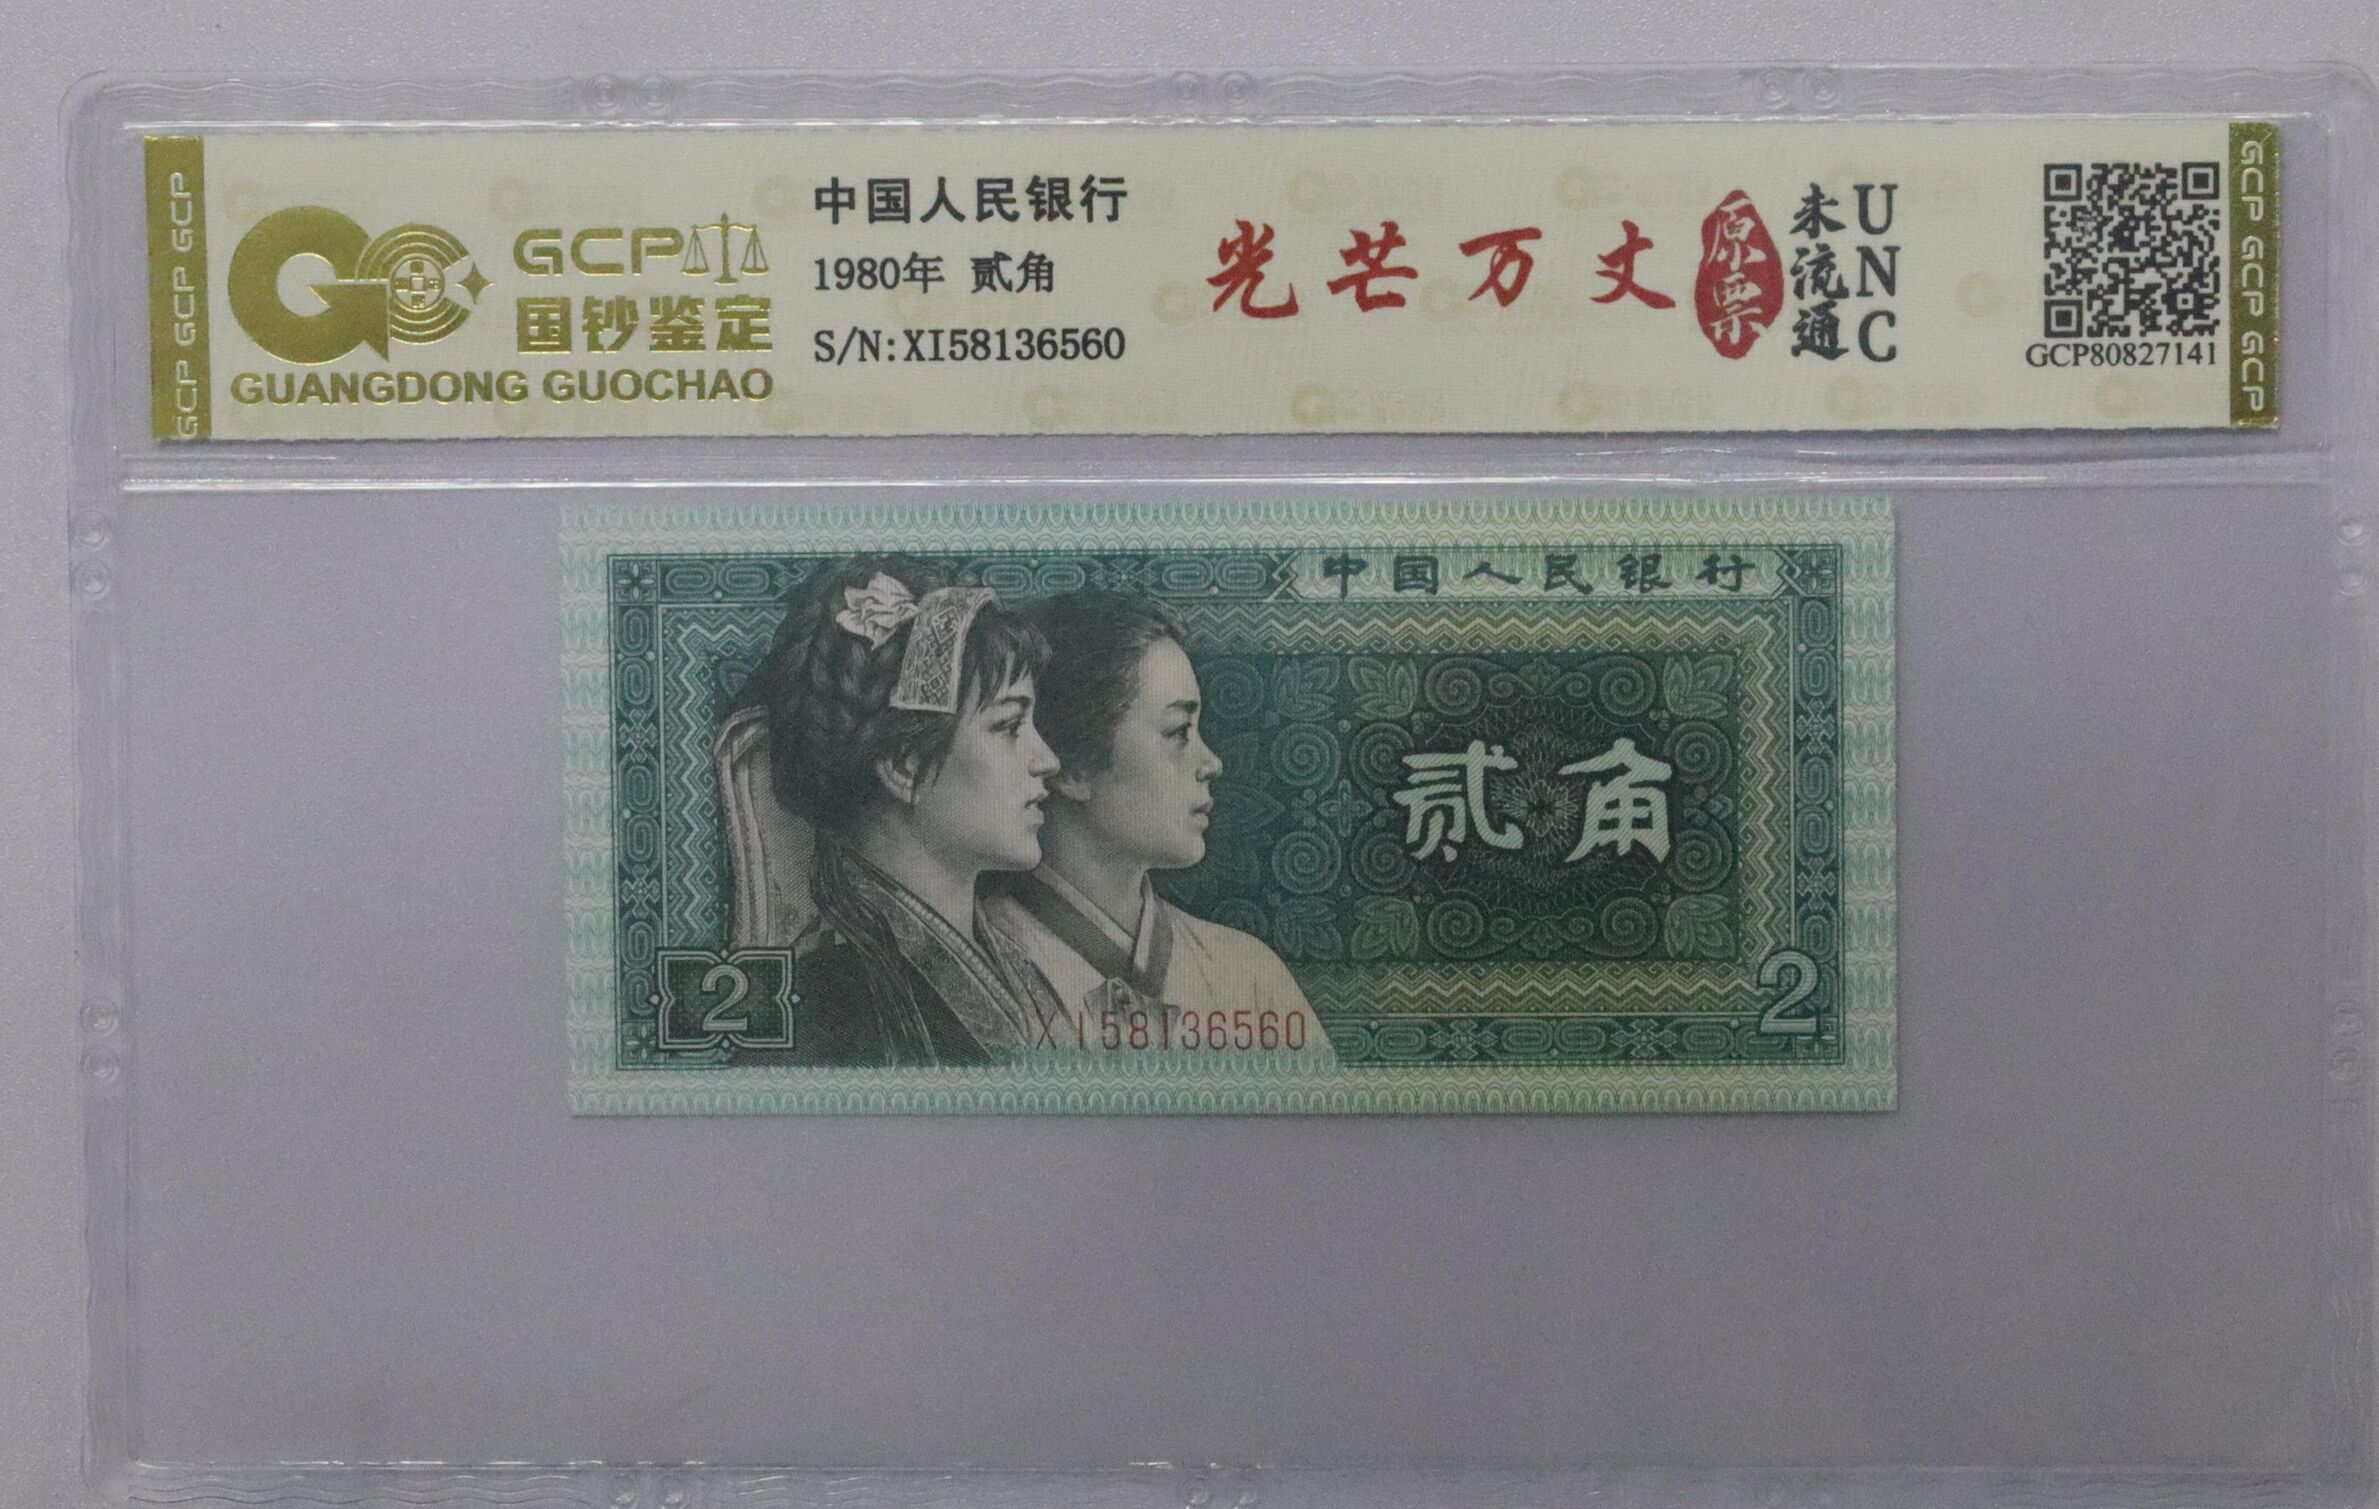 GCP GCP GCP
GCP
国钞鉴定
GUANGDONG GUOCHAO
中国人民银行
1980年 贰角
S/N:XI58136560
光芒万丈
原票
未流通
UNC
GCP80827141
GCP GCP GCP
中国人民银行
贰角
2
XI58136560
2